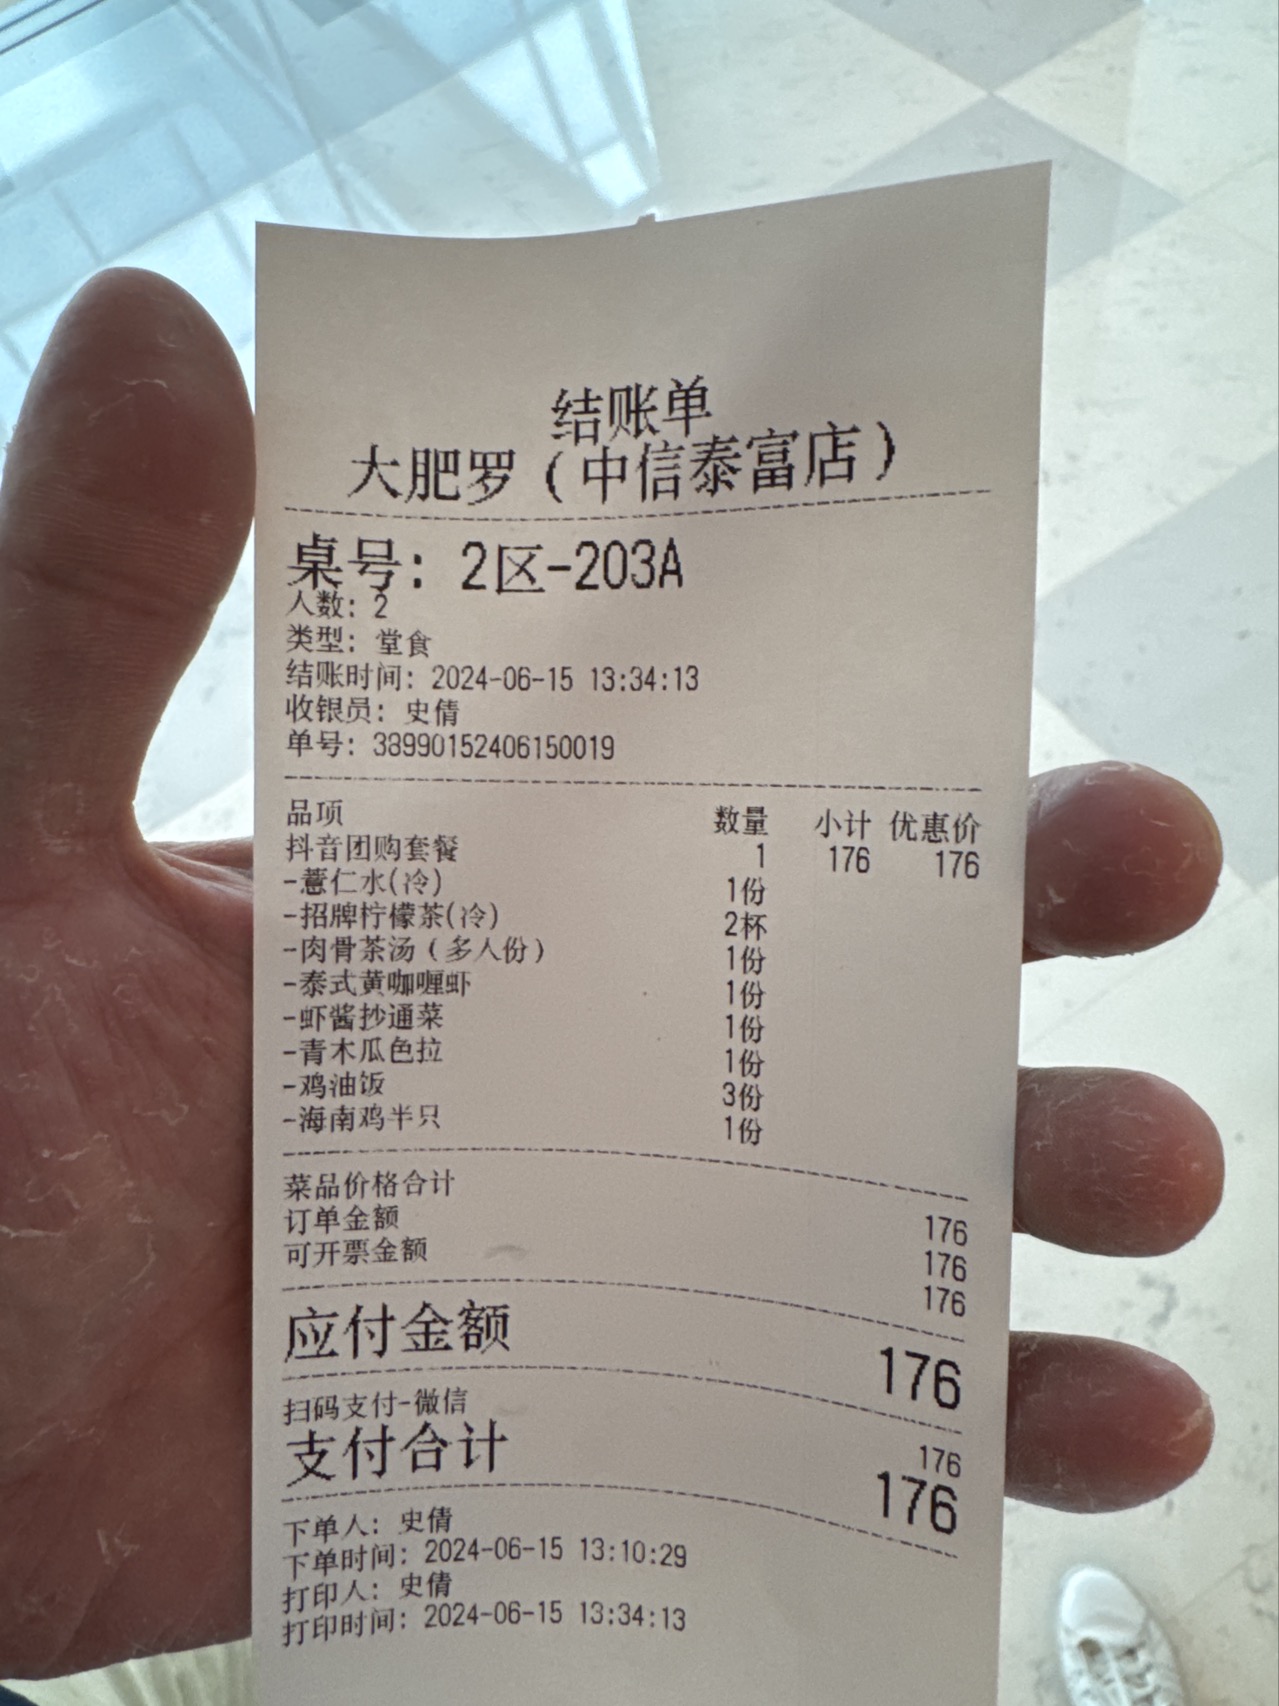 结账单
大肥罗（中信泰富店）
桌号：2区-203A
人数：2
类型：堂食
结账时间：2024-06-15 13:34:13
收银员：史倩
单号：38990152406150019
品项 数量 小计 优惠价
抖音团购套餐 1 176 176
-薏仁水(冷) 1份
-招牌柠檬茶(冷) 2杯
-肉骨茶汤（多人份） 1份
-泰式黄咖喱虾 1份
-虾酱抄通菜 1份
-青木瓜色拉 1份
-鸡油饭 3份
-海南鸡半只 1份
菜品价格合计 176
订单金额 176
可开票金额 176
应付金额 176
扫码支付-微信 176
支付合计 176
下单人：史倩
下单时间：2024-06-15 13:10:29
打印人：史倩
打印时间：2024-06-15 13:34:13